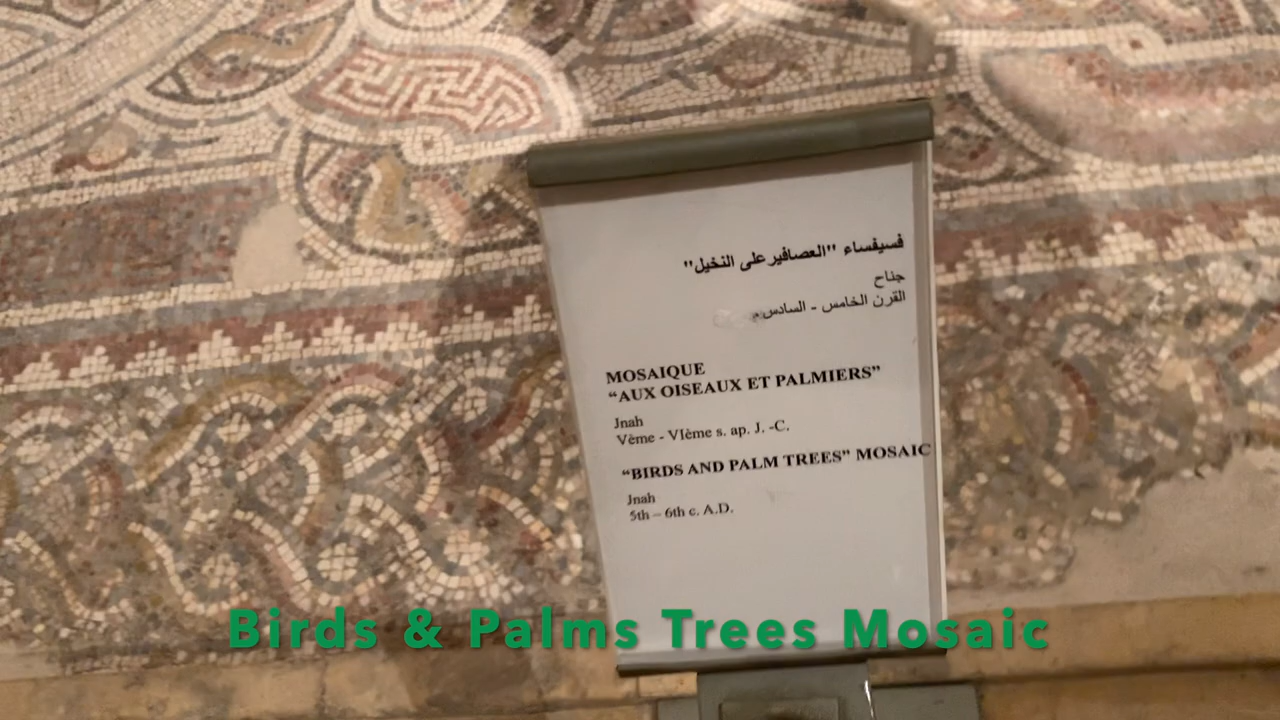 فسيفساء "العصافير على النخيل"
جناح
القرن الخامس - السادس م
MOSAIQUE
“AUX OISEAUX ET PALMIERS”
Jnah
Vème - VIème s. ap. J. -C.
“BIRDS AND PALM TREES” MOSAIC
Jnah
5th – 6th c. A.D.
Birds & Palms Trees Mosaic